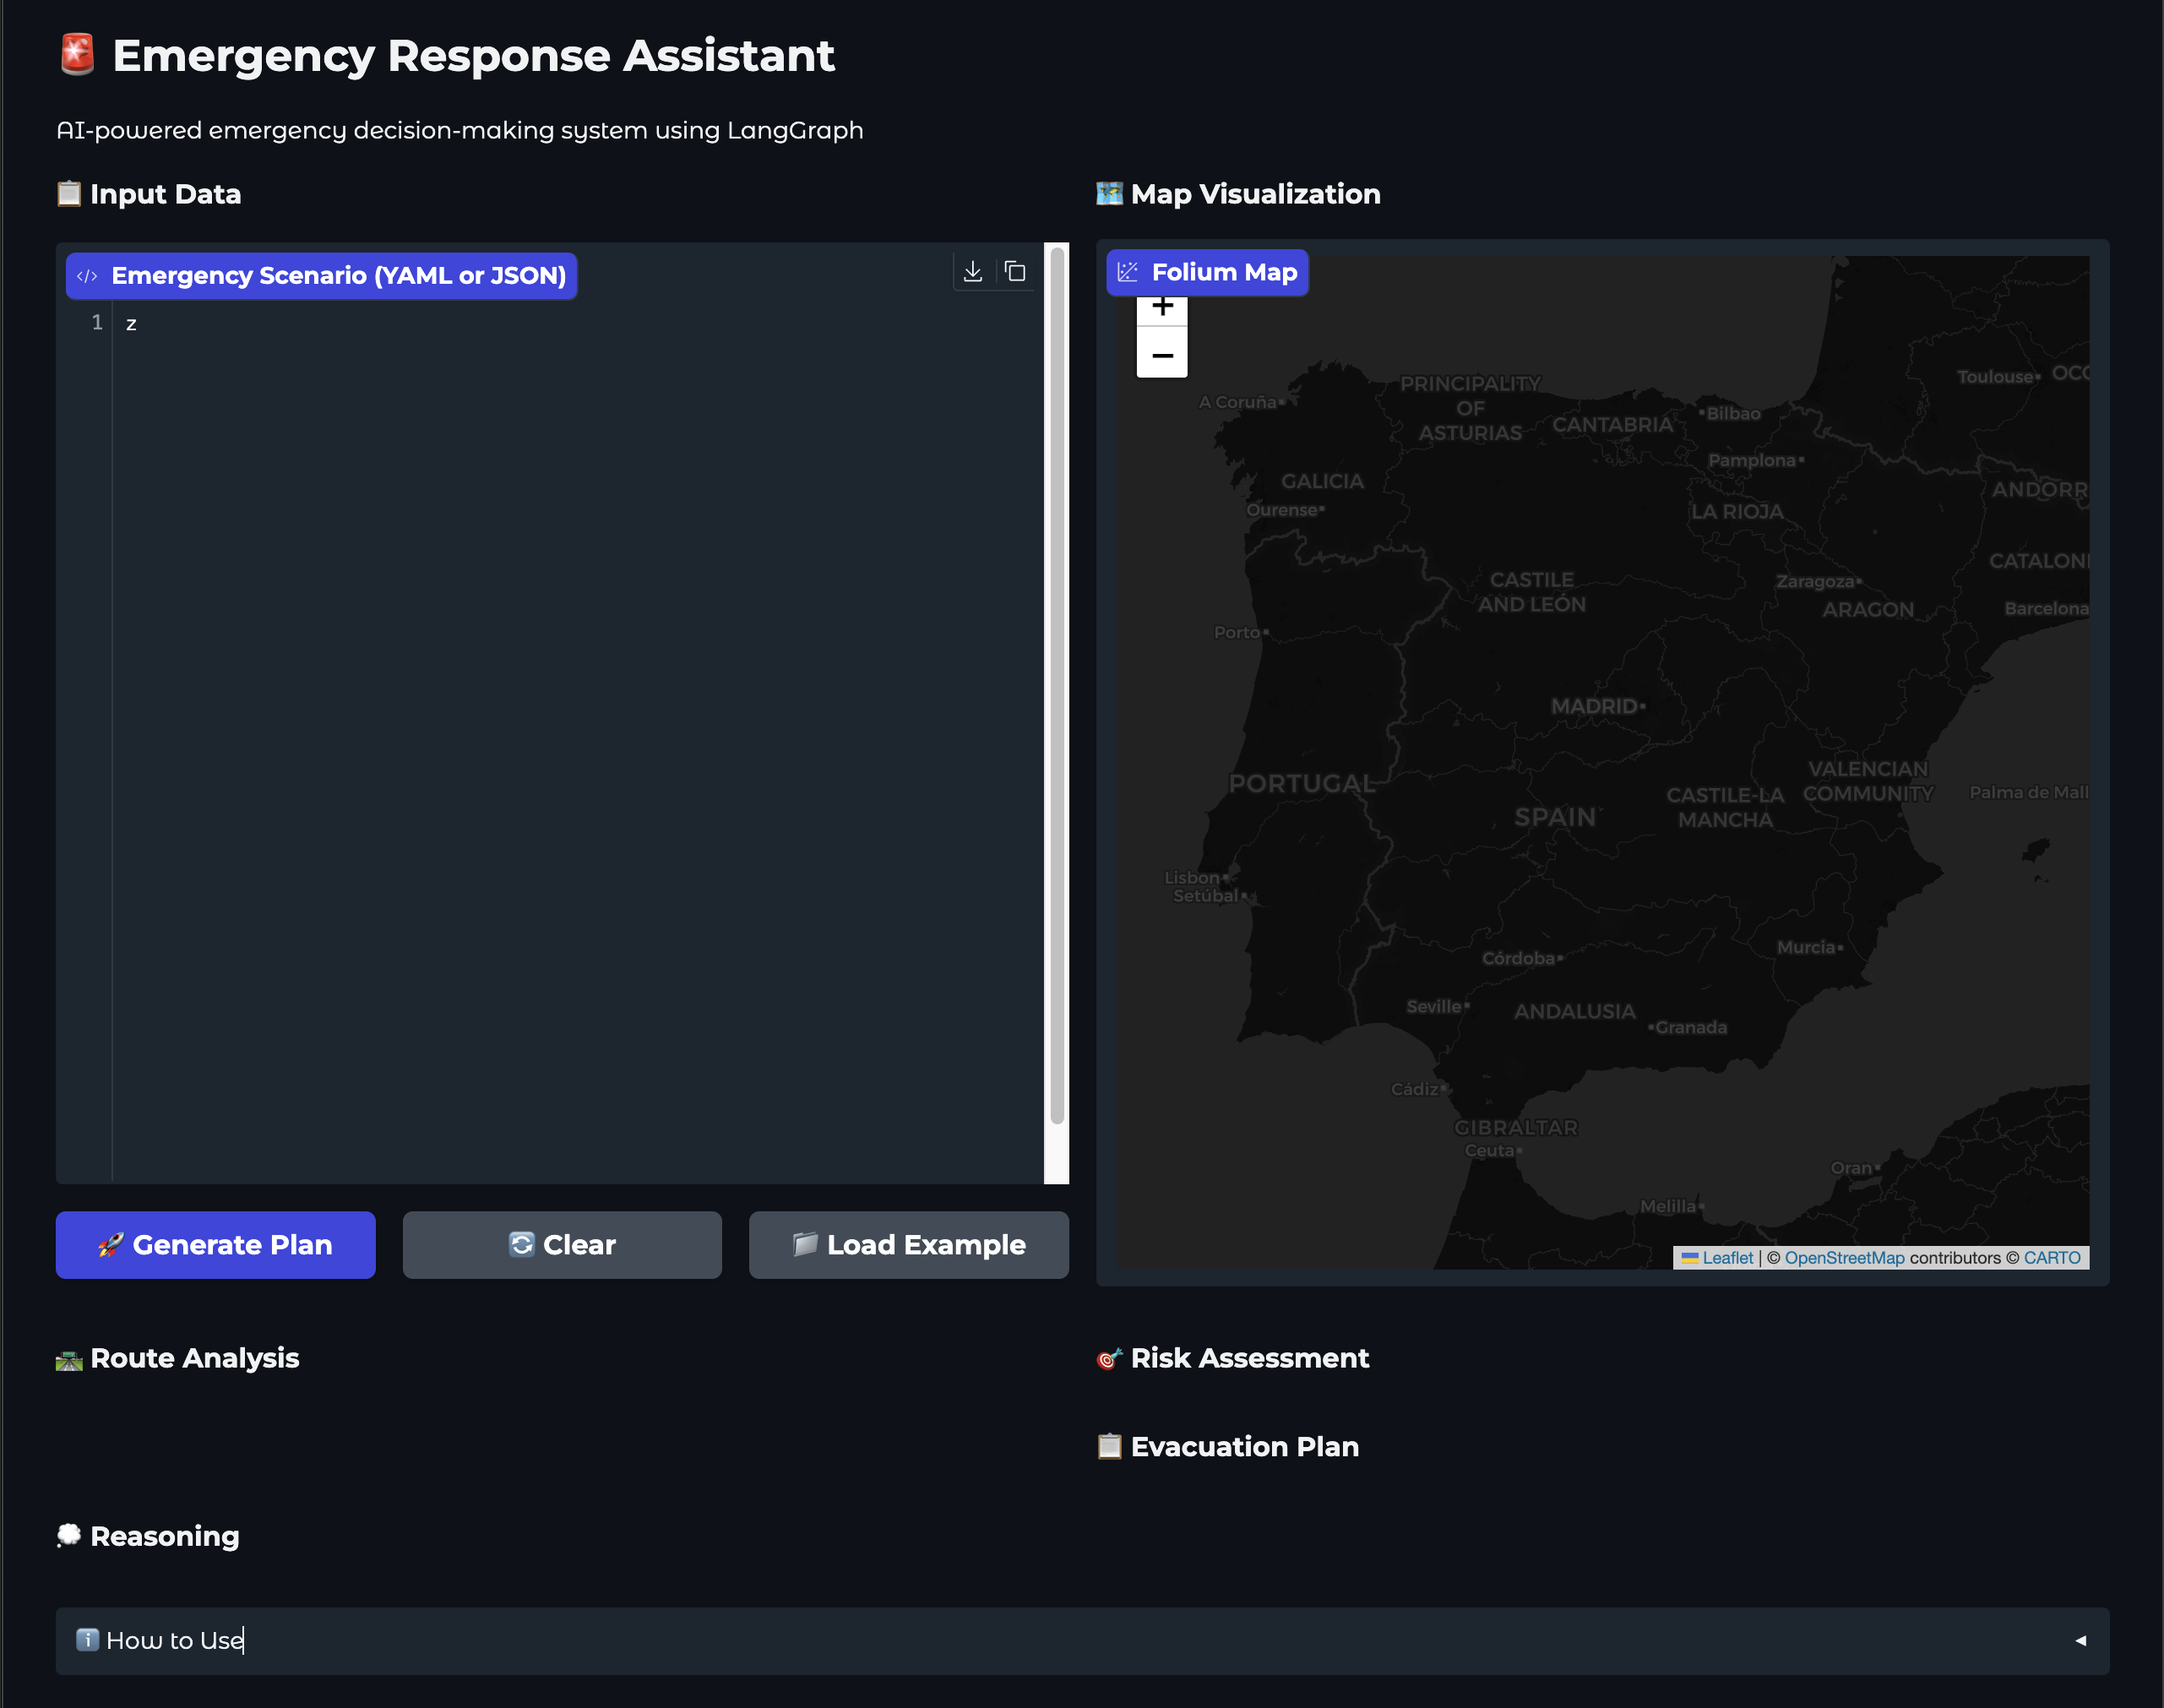 🚨 Emergency Response Assistant
AI-powered emergency decision-making system using LangGraph
📋 Input Data
</> Emergency Scenario (YAML or JSON)
1 z
🚀 Generate Plan
🔄 Clear
📁 Load Example
🗺️ Map Visualization
Folium Map
+
−
A Coruña
PRINCIPALITY
OF
ASTURIAS
CANTABRIA
Bilbao
Toulouse
OCC
Pamplona
GALICIA
Ourense
LA RIOJA
ANDORR
CASTILE
AND LEÓN
Zaragoza
ARAGON
CATALONI
Barcelona
Porto
MADRID
PORTUGAL
SPAIN
CASTILE-LA
MANCHA
VALENCIAN
COMMUNITY
Palma de Mall
Lisbon
Setúbal
Córdoba
Murcia
Seville
ANDALUSIA
Granada
Cádiz
GIBRALTAR
Ceuta
Oran
Melilla
Leaflet | © OpenStreetMap contributors © CARTO
🛣️ Route Analysis
🎯 Risk Assessment
📋 Evacuation Plan
💭 Reasoning
ℹ️ How to Use